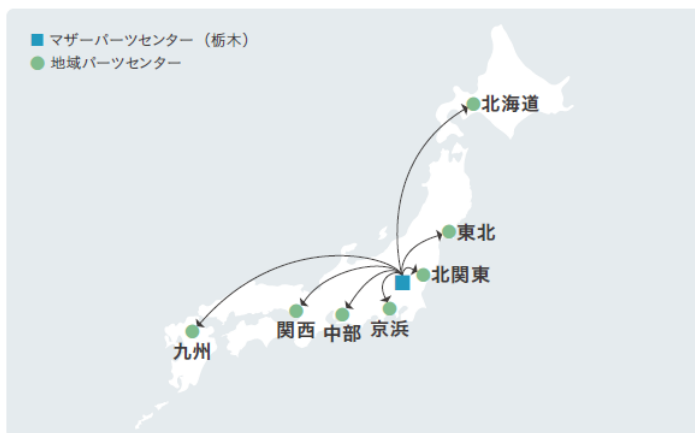 マザーパーツセンター（栃木）
地域パーツセンター
北海道
東北
北関東
京浜
中部
関西
九州